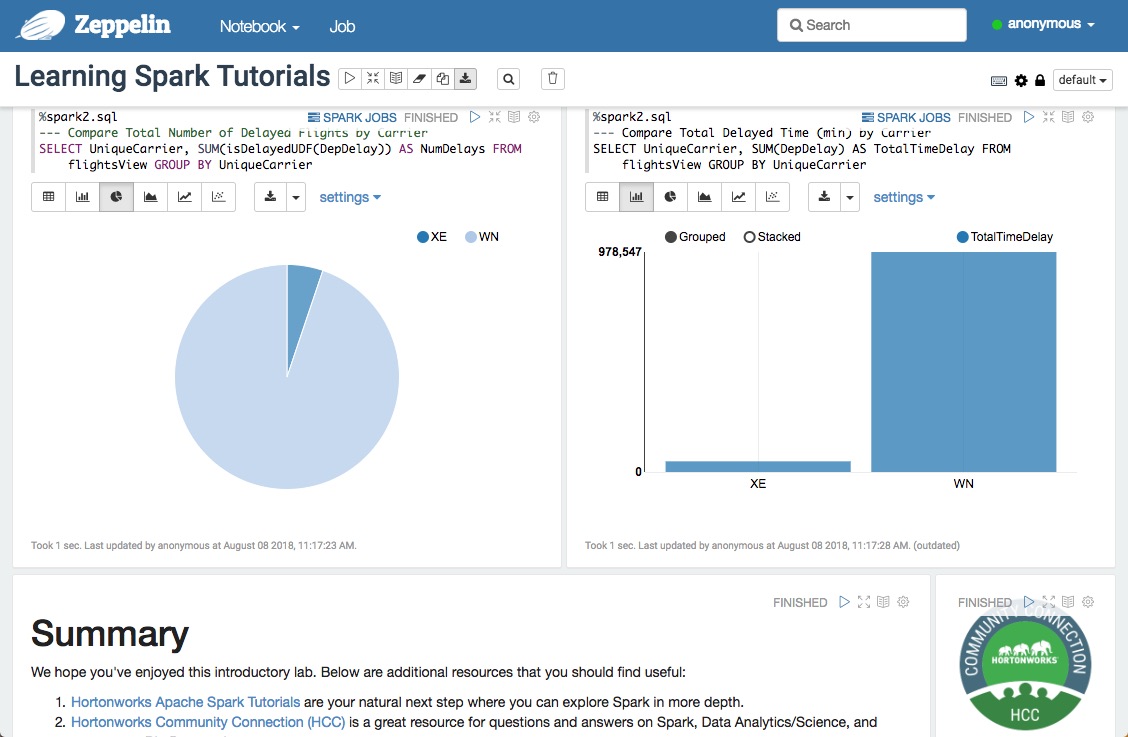 Zeppelin Notebook Job Search anonymous
Learning Spark Tutorials default
%spark2.sql SPARK JOBS FINISHED
--- Compare Total Number of Delayed Flights by Carrier
SELECT UniqueCarrier, SUM(isDelayedUDF(DepDelay)) AS NumDelays FROM
flightsView GROUP BY UniqueCarrier
settings
XE WN
Took 1 sec. Last updated by anonymous at August 08 2018, 11:17:23 AM.
%spark2.sql SPARK JOBS FINISHED
--- Compare Total Delayed Time (min) by Carrier
SELECT UniqueCarrier, SUM(DepDelay) AS TotalTimeDelay FROM
flightsView GROUP BY UniqueCarrier
settings
Grouped Stacked TotalTimeDelay
978,547
0
XE WN
Took 1 sec. Last updated by anonymous at August 08 2018, 11:17:28 AM. (outdated)
FINISHED
Summary
We hope you've enjoyed this introductory lab. Below are additional resources that you should find useful:
1. Hortonworks Apache Spark Tutorials are your natural next step where you can explore Spark in more depth.
2. Hortonworks Community Connection (HCC) is a great resource for questions and answers on Spark, Data Analytics/Science, and
FINISHED
COMMUNITY CONNECTION
HORTONWORKS
HCC